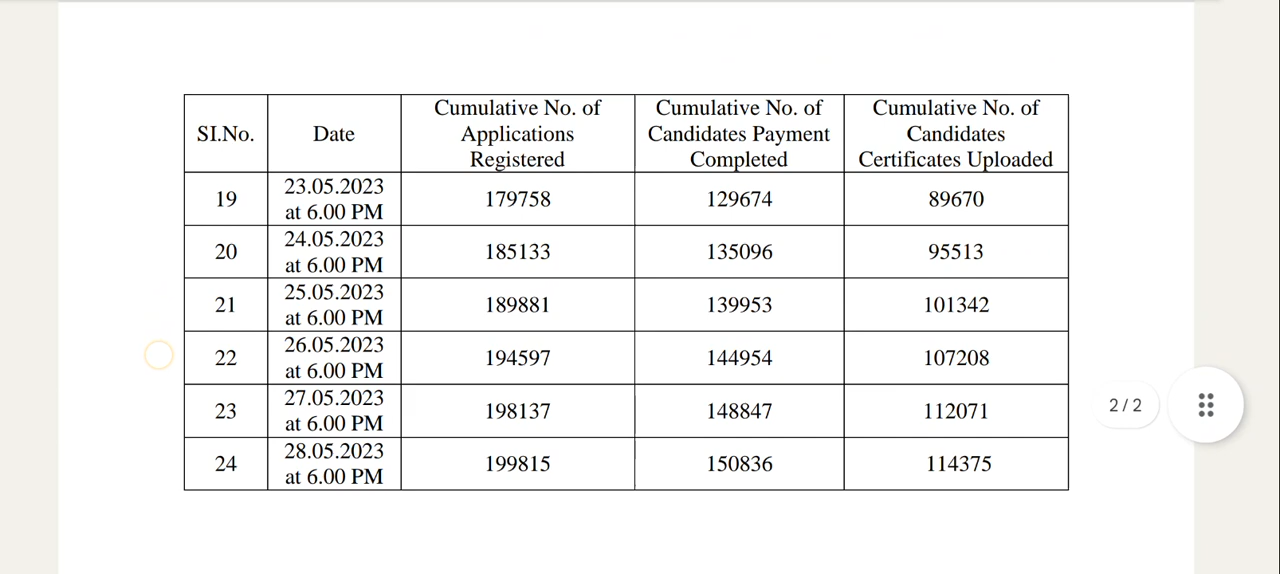 SI.No.
Date
Cumulative No. of
Applications
Registered
Cumulative No. of
Candidates Payment
Completed
Cumulative No. of
Candidates
Certificates Uploaded
19
23.05.2023
at 6.00 PM
179758
129674
89670
20
24.05.2023
at 6.00 PM
185133
135096
95513
21
25.05.2023
at 6.00 PM
189881
139953
101342
22
26.05.2023
at 6.00 PM
194597
144954
107208
23
27.05.2023
at 6.00 PM
198137
148847
112071
24
28.05.2023
at 6.00 PM
199815
150836
114375
2 / 2